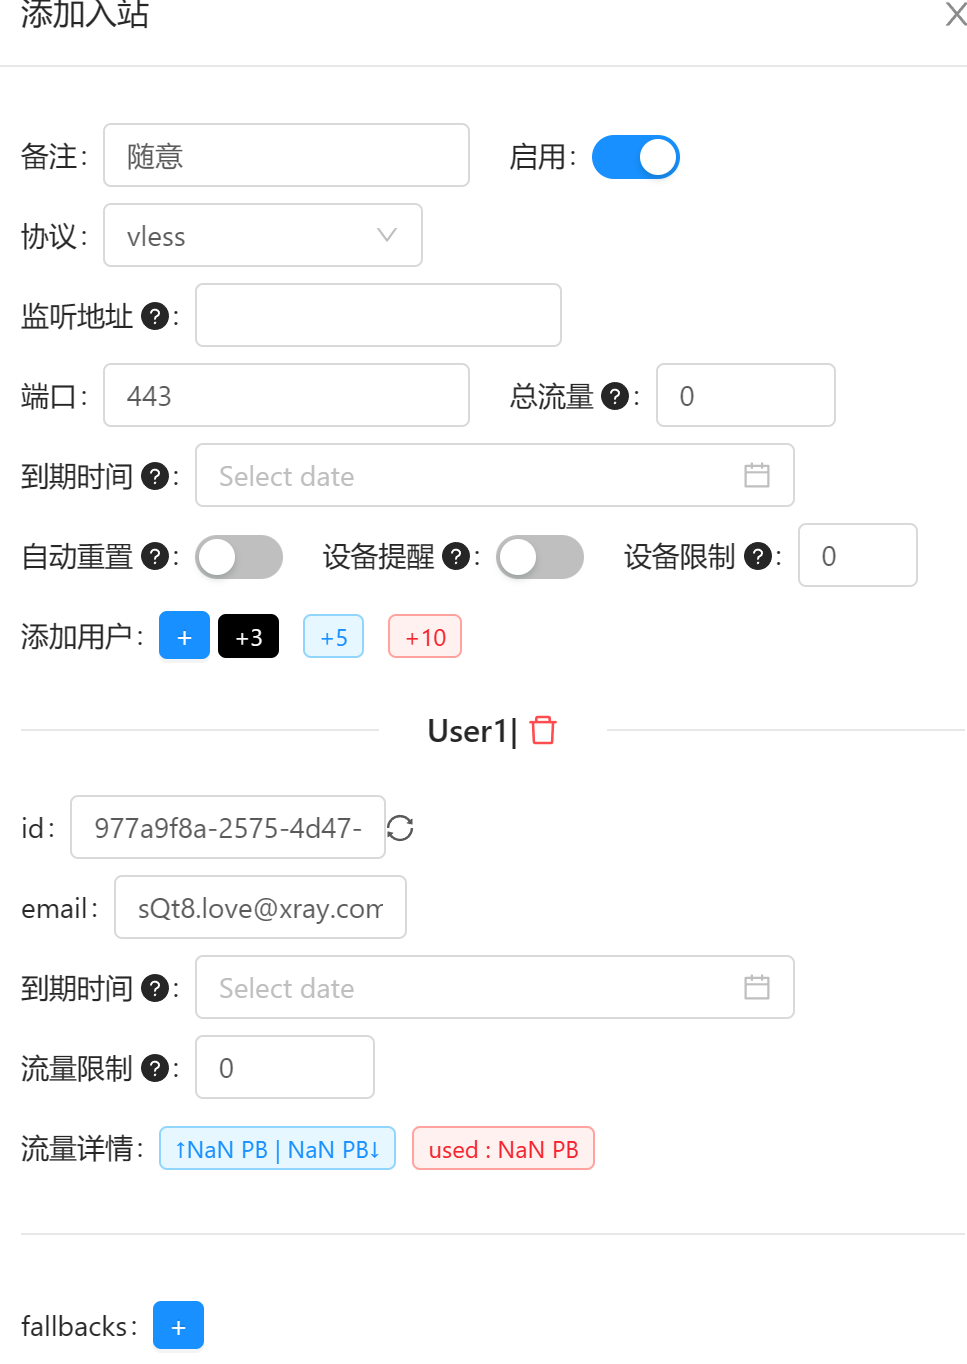 添加入站
备注: 随意 启用:
协议: vless
监听地址 ? :
端口: 443 总流量 ? : 0
到期时间 ? : Select date
自动重置 ? : 设备提醒 ? : 设备限制 ? : 0
添加用户: + +3 +5 +10
User1|
id: 977a9f8a-2575-4d47-
email: sQt8.love@xray.com
到期时间 ? : Select date
流量限制 ? : 0
流量详情: ↑NaN PB | NaN PB↓ used : NaN PB
fallbacks: +